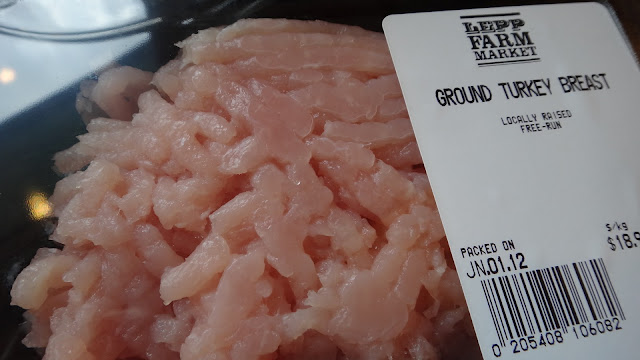 LEPP
FARM
MARKET
GROUND TURKEY BREAST
LOCALLY RAISED
FREE-RUN
$/kg
PACKED ON
JN.01.12
0 205408 106082